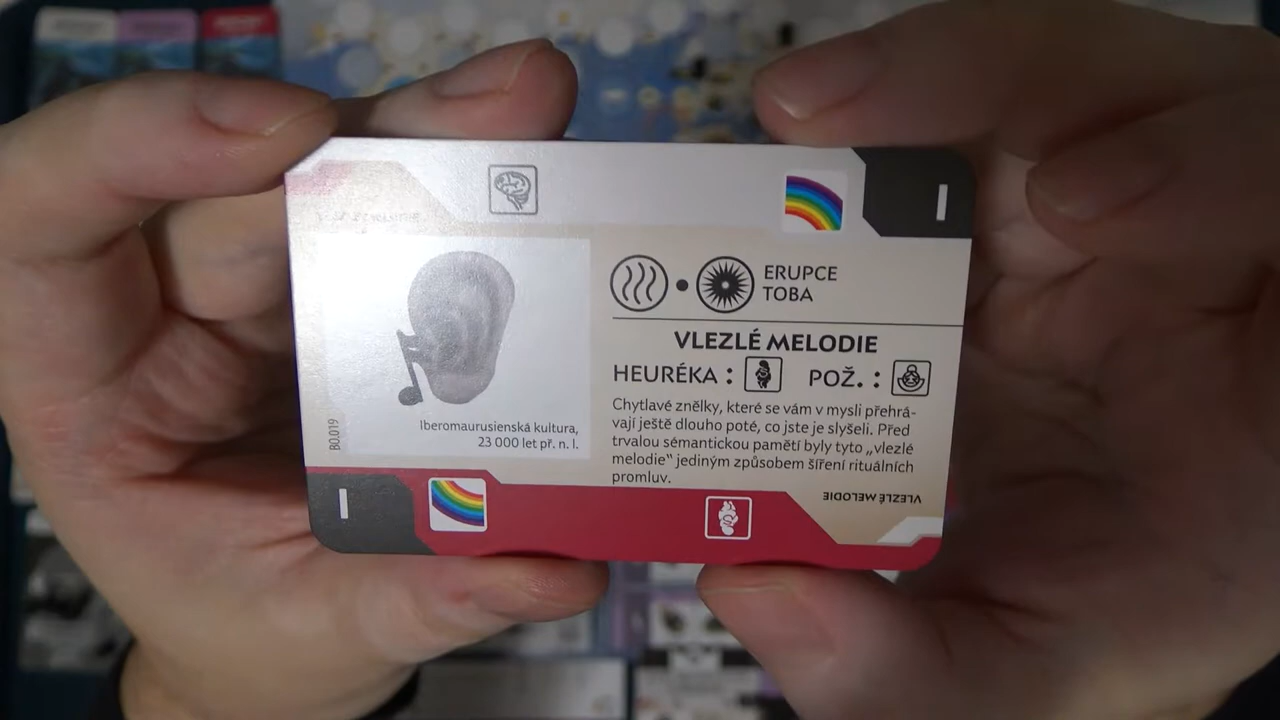 I
ERUPCE
TOBA
VLEZLÉ MELODIE
HEURÉKA : POŽ. :
Chytlavé znělky, které se vám v mysli přehrá-
vají ještě dlouho poté, co jste je slyšeli. Před
trvalou sémantickou pamětí byly tyto „vlezlé
melodie“ jediným způsobem šíření rituálních
promluv.
Iberomaurusienská kultura,
23 000 let př. n. l.
B0.019
VLEZLÉ MELODIE
I